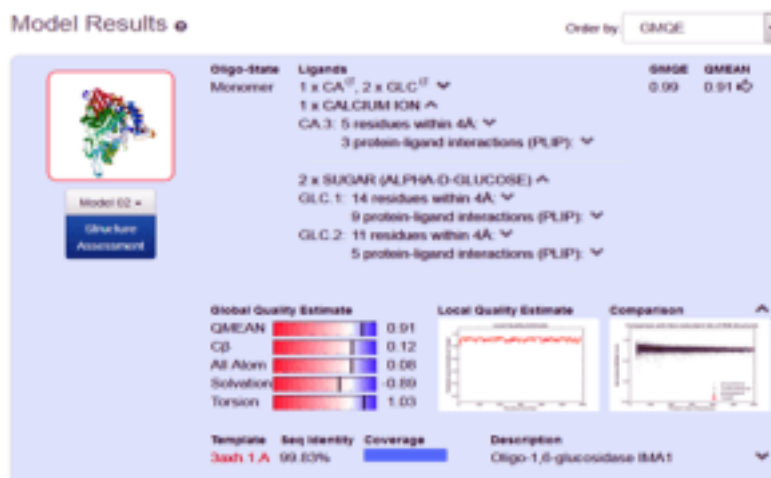 Model Results
Order by: GMQE
Oligo-State Ligands GMQE QMEAN
Monomer 1 x CA, 2 x GLC 0.99 0.91
1 x CALCIUM ION
CA.3: 5 residues within 4Å:
3 protein-ligand interactions (PLIP):
2 x SUGAR (ALPHA-D-GLUCOSE)
GLC.1: 14 residues within 4Å:
9 protein-ligand interactions (PLIP):
GLC.2: 11 residues within 4Å:
5 protein-ligand interactions (PLIP):
Model 02
Structure
Assessment
Global Quality Estimate Local Quality Estimate Comparison
QMEAN 0.91
Cβ 0.12
All Atom 0.08
Solvation -0.89
Torsion 1.03
Local Quality Estimate
Template Seq Identity Coverage Description
3axh.1.A 99.83% Oligo-1,6-glucosidase IMA1